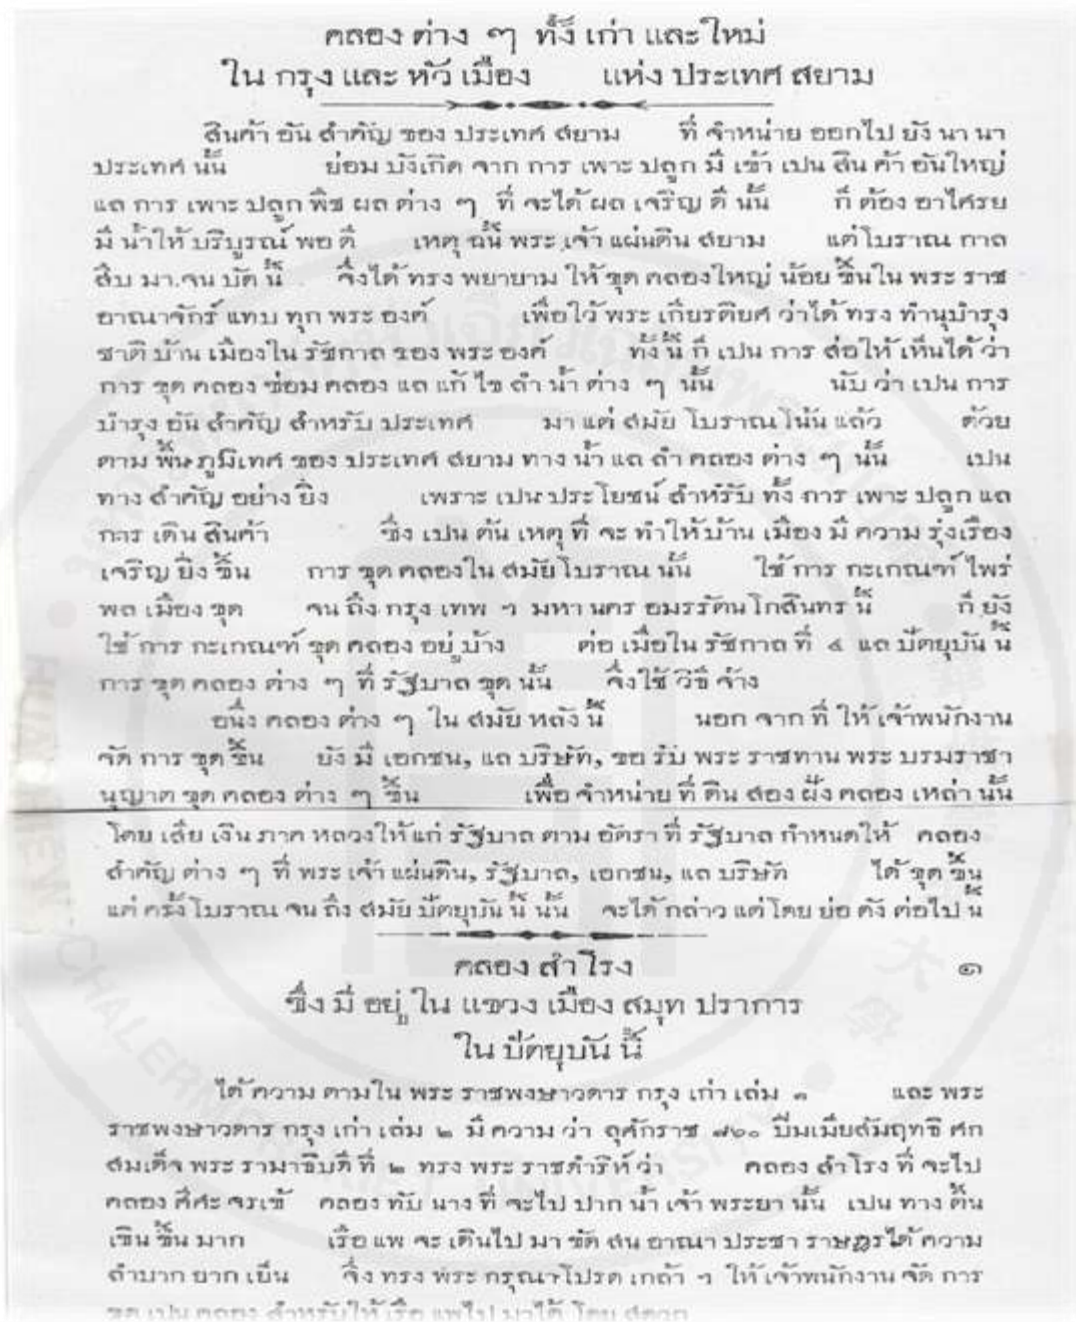 คลอง ต่าง ๆ ทั้งี เก่า และใหม่
ใน กรุง และ หัว เมือง แห่ง ประเทศ สยาม
สินค้า อัน สำคัญ ของ ประเทศ สยาม ที่ จำหน่าย ออกไป ยัง นา นา
ประเทศ นั้น ย่อม บังเกิด จาก การ เพาะ ปลูก มี เข้า เปน สิน ค้า อันใหญ่
แล การ เพาะ ปลูก พืช ผล ต่าง ๆ ที่ จะได้ ผล เจริญ ดี นั้น ก็ ต้อง อาไศรย
มี น้ำให้ บริบูรณ์ พอ ดี เหตุ ฉนี้ พระ เจ้า แผ่นดิน สยาม แต่โบราณ กาล
สืบ มา จน บัด นี้ จึ่งได้ ทรง พยายาม ให้ ขุด คลองใหญ่ น้อย ขึ้นใน พระ ราช
อาณาจักร์ แทบ ทุก พระ องค์ เพื่อไว้ พระ เกียรติยศ ว่าได้ ทรง ทำนุบำรุง
ชาติ บ้าน เมืองใน รัชกาล ของ พระ องค์ ทั้ง นี้ ก็ เปน การ ส่อให้ เห็นได้ ว่า
การ ขุด คลอง ซ่อม คลอง แล แก้ ไข ลำ น้ำ ต่าง ๆ นั้น นับ ว่า เปน การ
บำรุง อัน สำคัญ สำหรับ ประเทศ มา แต่ สมัย โบราณ โน้น แล้ว ด้วย
ตาม พื้น ภูมิเทศ ของ ประเทศ สยาม ทาง น้ำ แล ลำ คลอง ต่าง ๆ นั้น เปน
ทาง สำคัญ อย่าง ยิ่ง เพราะ เปน ประ โยชน์ สำหรับ ทั้ง การ เพาะ ปลูก แล
การ เดิน สินค้า ซึ่ง เปน ต้น เหตุ ที่ จะ ทำให้ บ้าน เมือง มี ความ รุ่งเรือง
เจริญ ยิ่ง ขึ้น การ ขุด คลองใน สมัยโบราณ นั้น ใช้ การ กะเกณฑ์ ไพร่
พล เมือง ขุด จน ถึง กรุง เทพ ฯ มหา นคร อมรรัตน โกสินทร นี้ ก็ ยัง
ใช้ การ กะเกณฑ์ ขุด คลอง อยู่ บ้าง ต่อ เมื่อใน รัชกาล ที่ ๔ แล ปัตยุบัน นี้
การ ขุด คลอง ต่าง ๆ ที่ รัฐบาล ขุด นั้น จึ่งใช้ วิธี จ้าง
อนึ่ง คลอง ต่าง ๆ ใน สมัย หลัง นี้ นอก จาก ที่ ให้ เจ้าพนักงาน
จัด การ ขุด ขึ้น ยัง มี เอกชน, แล บริษัท, ขอ รับ พระ ราชทาน พระ บรมราชา
นุญาต ขุด คลอง ต่าง ๆ ขึ้น เพื่อ จำหน่าย ที่ ดิน สอง ฝั่ง คลอง เหล่า นั้น
โดย เสีย เงิน ภาค หลวงให้แก่ รัฐบาล ตาม อัตรา ที่ รัฐบาล กำหนดให้ คลอง
สำคัญ ต่าง ๆ ที่ พระ เจ้า แผ่นดิน, รัฐบาล, เอกชน, แล บริษัท ได้ ขุด ขึ้น
แต่ ครั้งโบราณ จน ถึง สมัย ปัตยุบัน นี้ นั้น จะได้ กล่าว แต่โดย ย่อ ดัง ต่อไป นี้
คลอง สำโรง ๑
ซึ่ง มี อยู่ ใน แขวง เมือง สมุท ปราการ
ใน ปัตยุบัน นี้
ได้ ความ ตามใน พระ ราชพงษาวดาร กรุง เก่า เล่ม ๑ และ พระ
ราชพงษาวดาร กรุง เก่า เล่ม ๒ มี ความ ว่า จุลศักราช ๘๖๐ ปีมเมียสัมฤทธิ ศก
สมเด็จ พระ รามาธิบดี ที่ ๒ ทรง พระ ราชดำริห์ ว่า คลอง สำโรง ที่ จะไป
คลอง ศีศะ จรเข้ คลอง ทับ นาง ที่ จะไป ปาก น้ำ เจ้า พระยา นั้น เปน ทาง ตื้น
เขิน ขึ้น มาก เรือ แพ จะ เดินไป มา ขัด สน อาณา ประชา ราษฎรได้ ความ
ลำบาก ยาก เย็น จึ่ง ทรง พระ กรุณาโปรด เกล้า ฯ ให้ เจ้าพนักงาน จัด การ
ขุด เปน คลอง สำหรับให้ เรือ แพไป มาได้ โดย สดวก